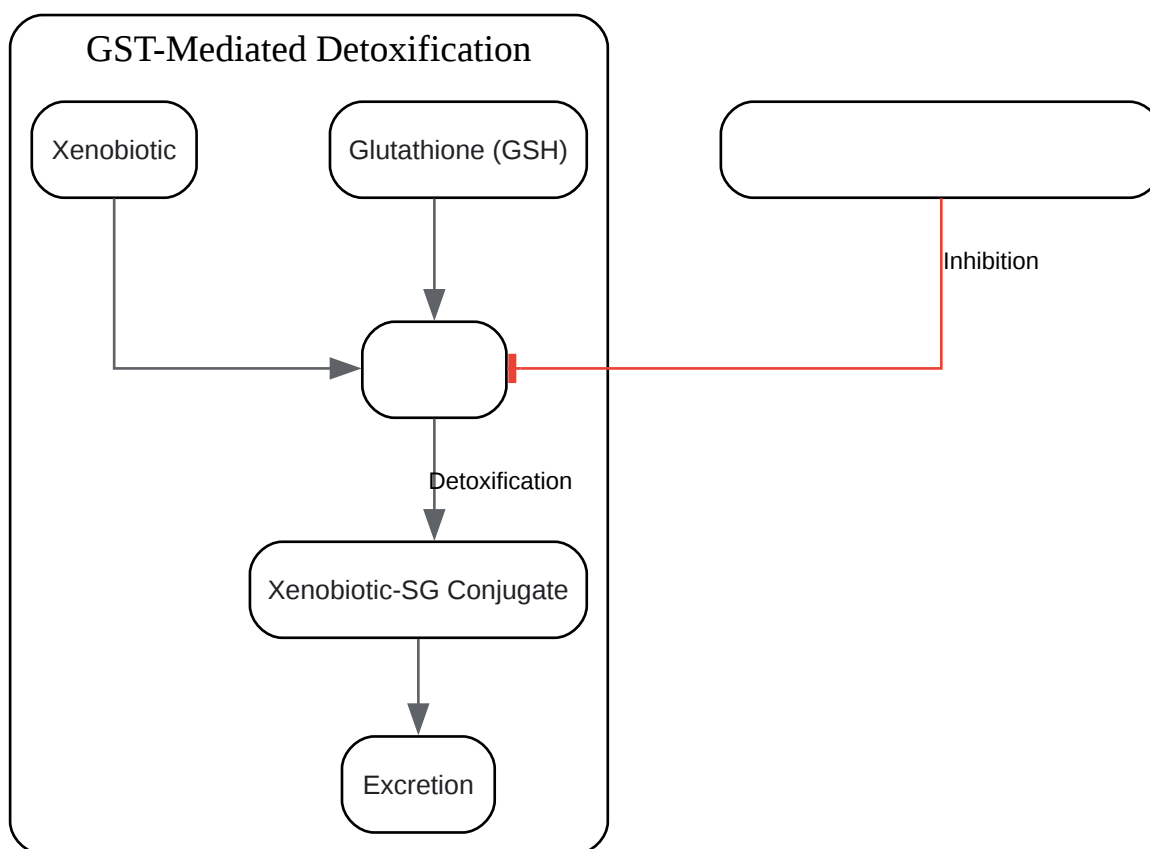 GST-Mediated Detoxification
Xenobiotic
Glutathione (GSH)
Inhibition
Detoxification
Xenobiotic-SG Conjugate
Excretion